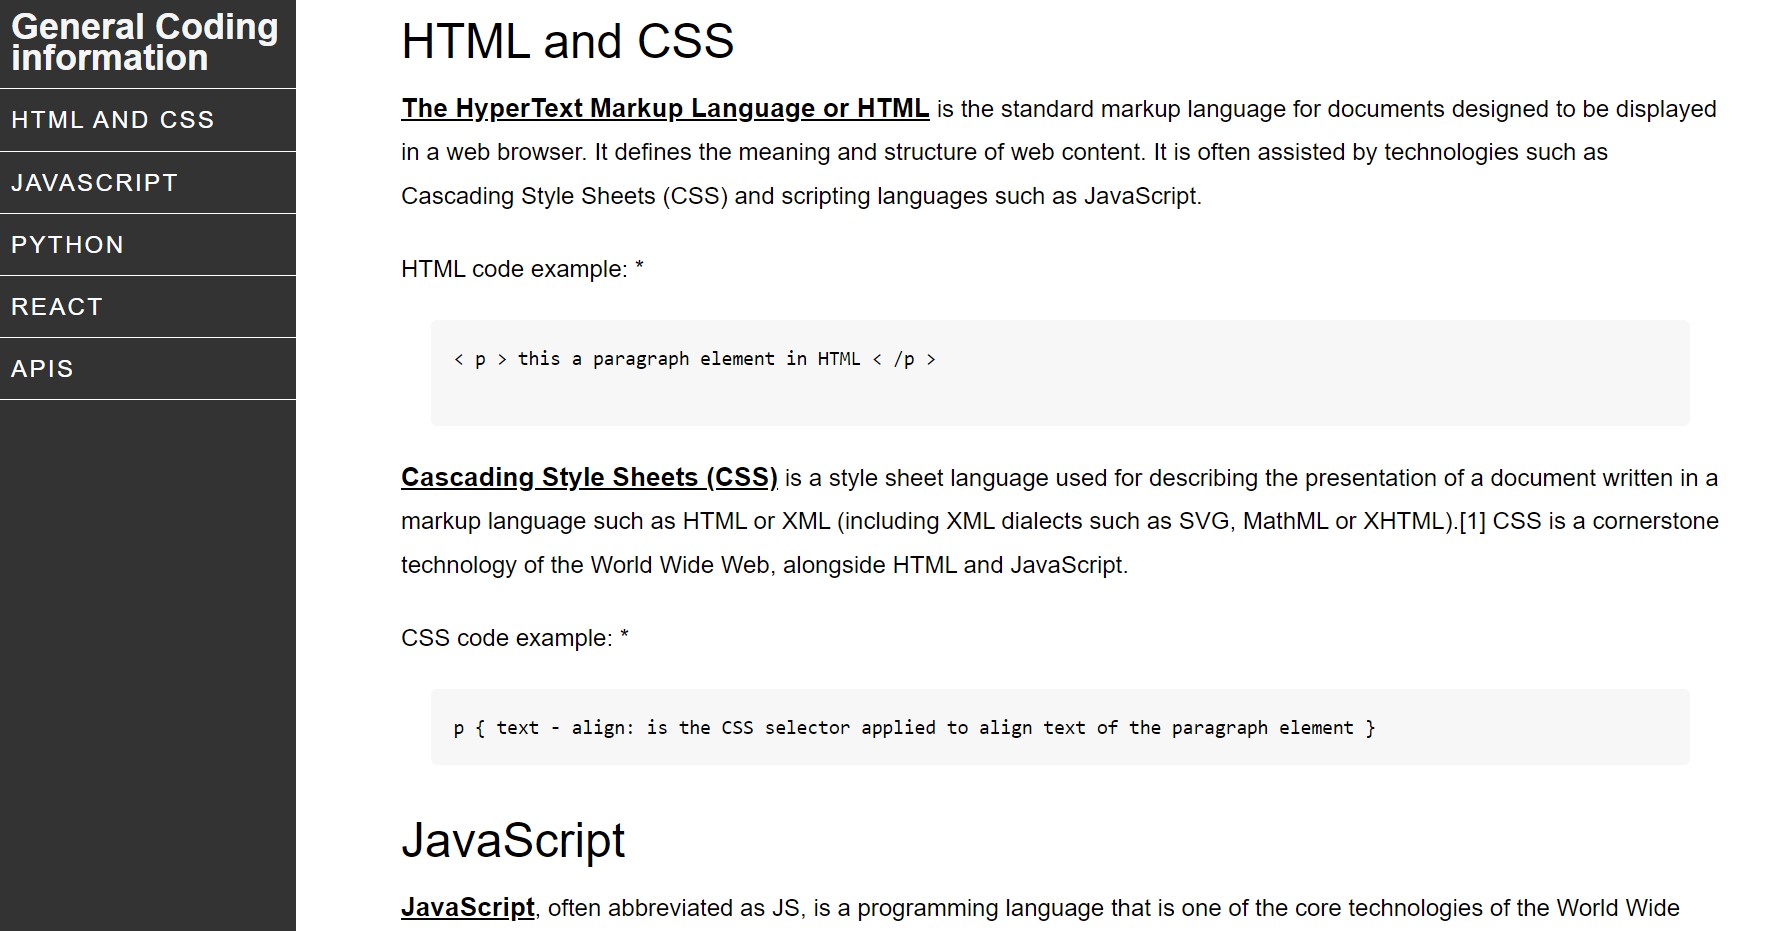 General Coding
information
HTML AND CSS
JAVASCRIPT
PYTHON
REACT
APIS
HTML and CSS
The HyperText Markup Language or HTML is the standard markup language for documents designed to be displayed
in a web browser. It defines the meaning and structure of web content. It is often assisted by technologies such as
Cascading Style Sheets (CSS) and scripting languages such as JavaScript.
HTML code example: *
< p > this a paragraph element in HTML < /p >
Cascading Style Sheets (CSS) is a style sheet language used for describing the presentation of a document written in a
markup language such as HTML or XML (including XML dialects such as SVG, MathML or XHTML).[1] CSS is a cornerstone
technology of the World Wide Web, alongside HTML and JavaScript.
CSS code example: *
p { text - align: is the CSS selector applied to align text of the paragraph element }
JavaScript
JavaScript, often abbreviated as JS, is a programming language that is one of the core technologies of the World Wide